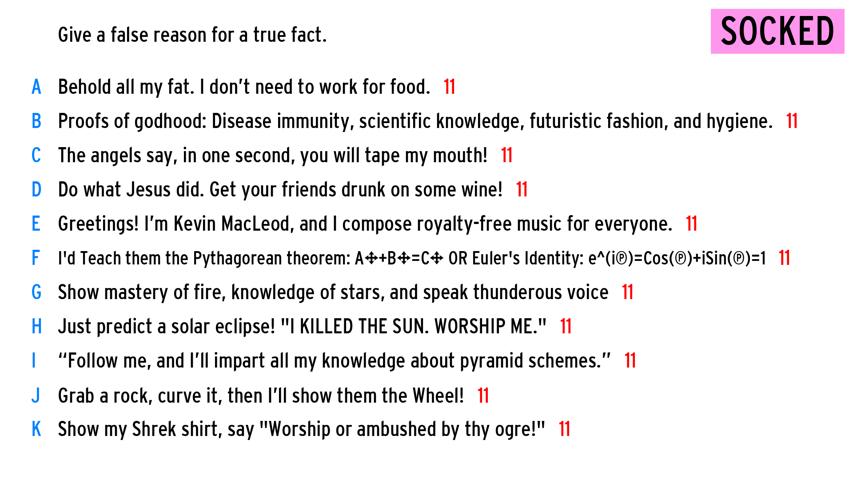 Give a false reason for a true fact.
SOCKED
A Behold all my fat. I don't need to work for food. 11
B Proofs of godhood: Disease immunity, scientific knowledge, futuristic fashion, and hygiene. 11
C The angels say, in one second, you will tape my mouth! 11
D Do what Jesus did. Get your friends drunk on some wine! 11
E Greetings! I'm Kevin MacLeod, and I compose royalty-free music for everyone. 11
F I'd Teach them the Pythagorean theorem: A✢+B✢=C✢ OR Euler's Identity: e^(i℗)=Cos(℗)+iSin(℗)=1 11
G Show mastery of fire, knowledge of stars, and speak thunderous voice 11
H Just predict a solar eclipse! "I KILLED THE SUN. WORSHIP ME." 11
I “Follow me, and I'll impart all my knowledge about pyramid schemes.” 11
J Grab a rock, curve it, then I'll show them the Wheel! 11
K Show my Shrek shirt, say "Worship or ambushed by thy ogre!" 11